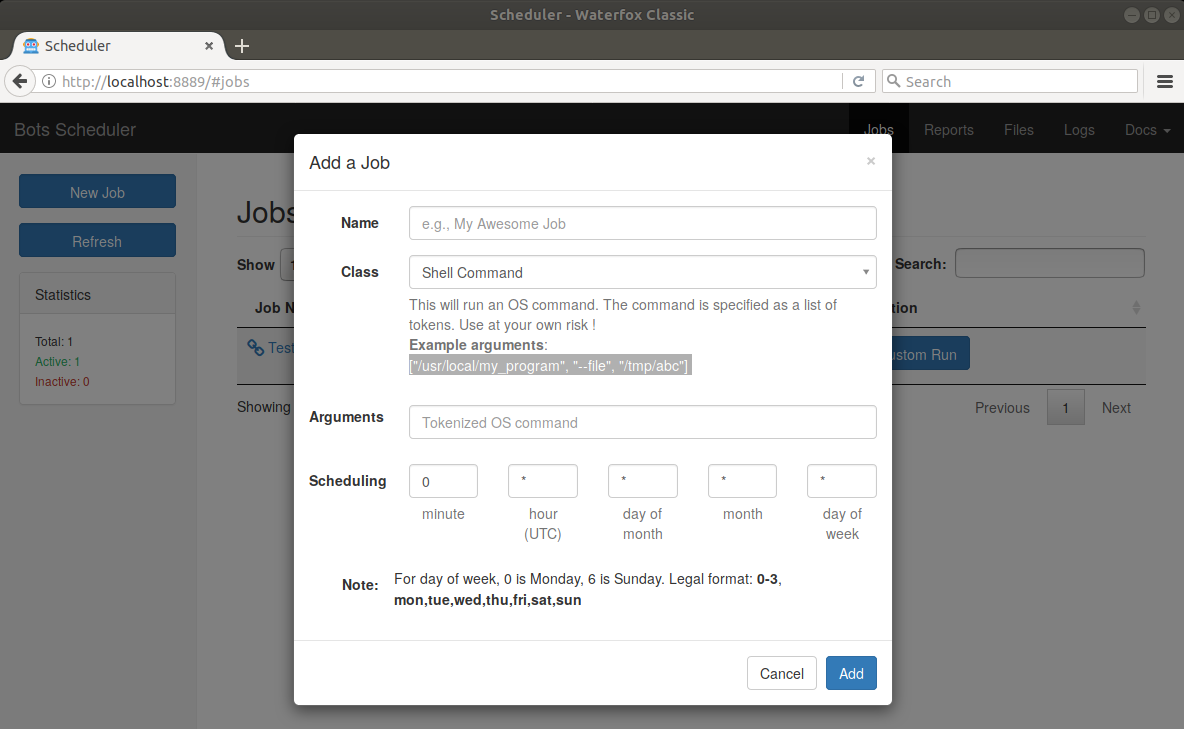 Scheduler - Waterfox Classic
Scheduler
http://localhost:8889/#jobs
Search
Bots Scheduler
Jobs
Reports
Files
Logs
Docs
New Job
Refresh
Statistics
Total: 1
Active: 1
Inactive: 0
Jobs
Show
Search:
Job N
tion
Test
ustom Run
Showing
Previous
1
Next
Add a Job
×
Name
e.g., My Awesome Job
Class
Shell Command
This will run an OS command. The command is specified as a list of
tokens. Use at your own risk !
Example arguments:
["/usr/local/my_program", "--file", "/tmp/abc"]
Arguments
Tokenized OS command
Scheduling
0
*
*
*
*
minute
hour
(UTC)
day of
month
month
day of
week
Note:
For day of week, 0 is Monday, 6 is Sunday. Legal format: 0-3,
mon,tue,wed,thu,fri,sat,sun
Cancel
Add